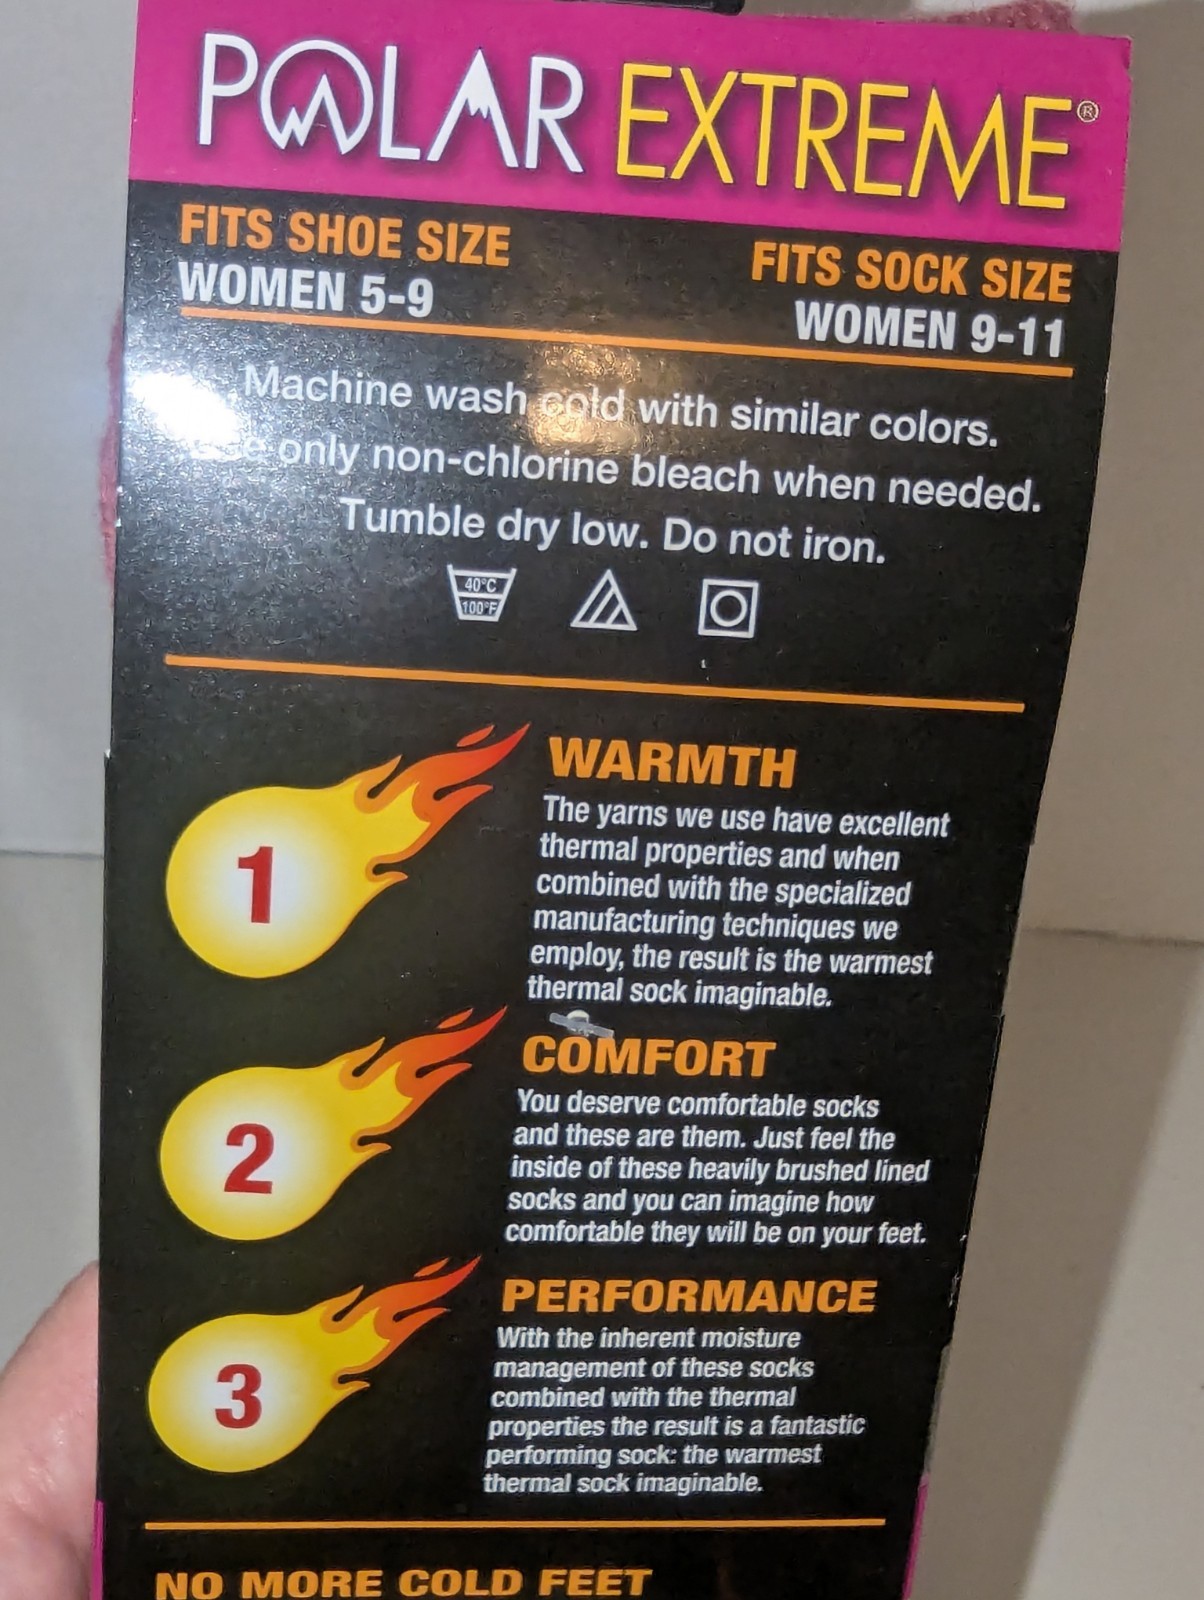 POLAR EXTREME®
FITS SHOE SIZE
WOMEN 5-9
FITS SOCK SIZE
WOMEN 9-11
Machine wash cold with similar colors.
only non-chlorine bleach when needed.
Tumble dry low. Do not iron.
40°C
100°F
1
WARMTH
The yarns we use have excellent
thermal properties and when
combined with the specialized
manufacturing techniques we
employ, the result is the warmest
thermal sock imaginable.
2
COMFORT
You deserve comfortable socks
and these are them. Just feel the
inside of these heavily brushed lined
socks and you can imagine how
comfortable they will be on your feet.
3
PERFORMANCE
With the inherent moisture
management of these socks
combined with the thermal
properties the result is a fantastic
performing sock: the warmest
thermal sock imaginable.
NO MORE COLD FEET